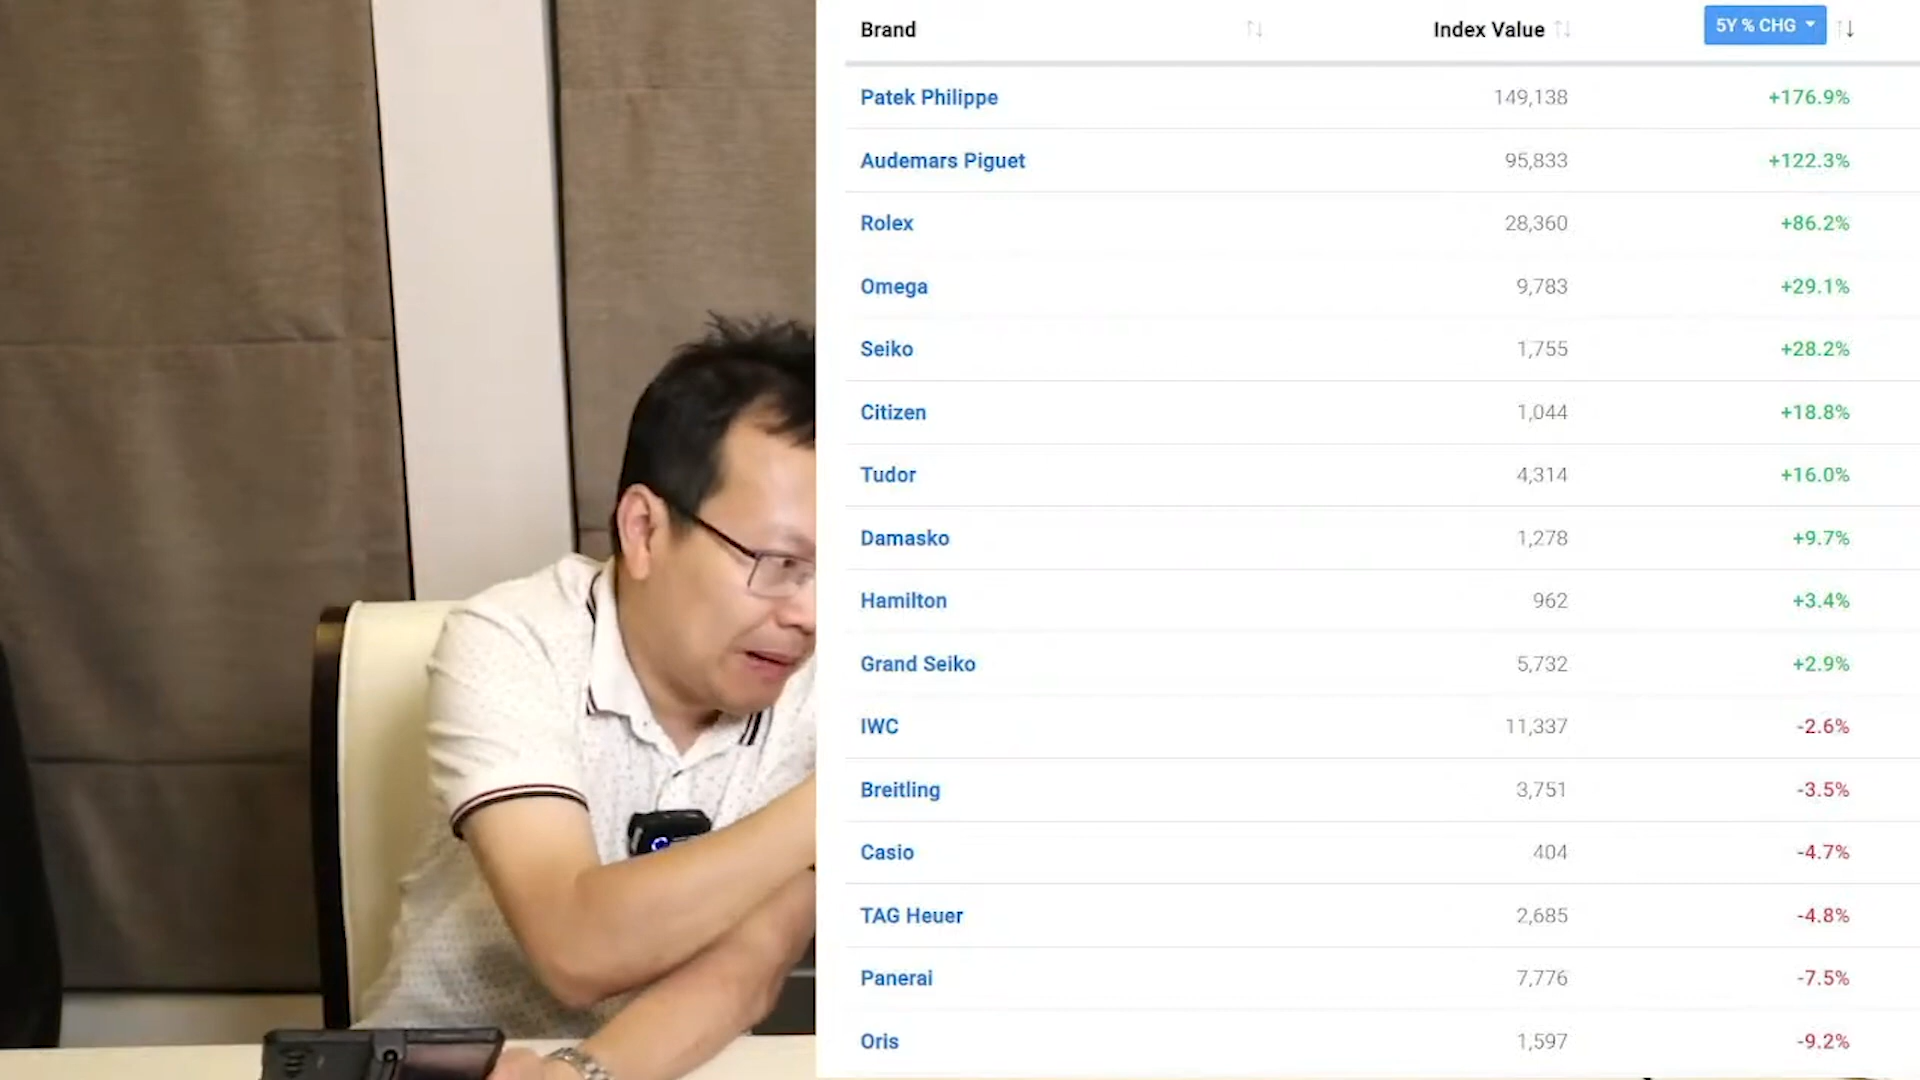 Brand Index Value 5Y % CHG
Patek Philippe 149,138 +176.9%
Audemars Piguet 95,833 +122.3%
Rolex 28,360 +86.2%
Omega 9,783 +29.1%
Seiko 1,755 +28.2%
Citizen 1,044 +18.8%
Tudor 4,314 +16.0%
Damasko 1,278 +9.7%
Hamilton 962 +3.4%
Grand Seiko 5,732 +2.9%
IWC 11,337 -2.6%
Breitling 3,751 -3.5%
Casio 404 -4.7%
TAG Heuer 2,685 -4.8%
Panerai 7,776 -7.5%
Oris 1,597 -9.2%